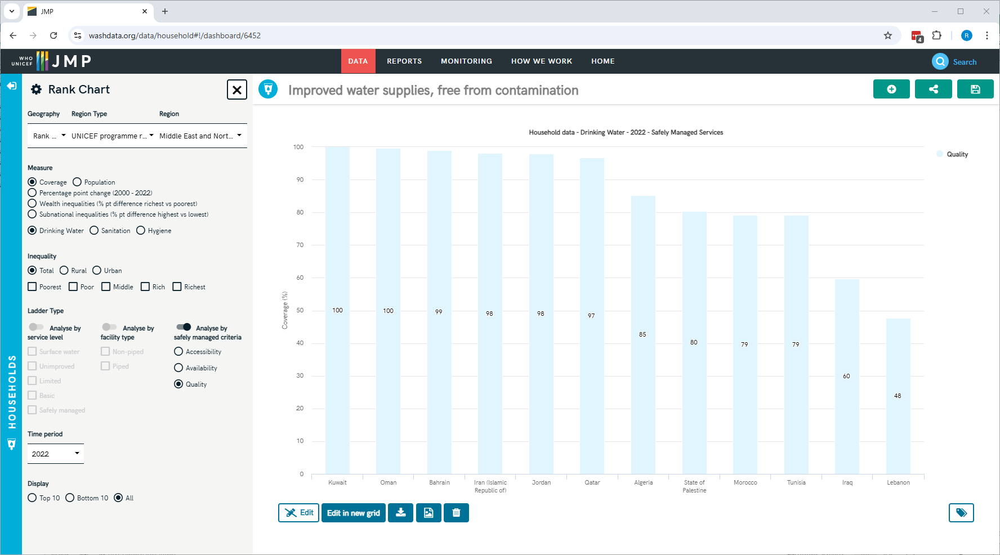 JMP
washdata.org/data/household#!/dashboard/6452
4
R
WHO
UNICEF
JMP
DATA
REPORTS
MONITORING
HOW WE WORK
HOME
Search
Rank Chart
Geography
Region Type
Region
Rank ...
UNICEF programme r...
Middle East and Nort...
Measure
Coverage
Population
Percentage point change (2000 - 2022)
Wealth inequalities (% pt difference richest vs poorest)
Subnational inequalities (% pt difference highest vs lowest)
Drinking Water
Sanitation
Hygiene
Inequality
Total
Rural
Urban
Poorest
Poor
Middle
Rich
Richest
Ladder Type
Analyse by
service level
Surface water
Unimproved
Limited
Basic
Safely managed
Analyse by
facility type
Non-piped
Piped
Analyse by
safely managed criteria
Accessibility
Availability
Quality
Time period
2022
Display
Top 10
Bottom 10
All
HOUSEHOLDS
Improved water supplies, free from contamination
Household data - Drinking Water - 2022 - Safely Managed Services
Quality
Coverage (%)
100
90
80
70
60
50
40
30
20
10
0
100
100
99
98
98
97
85
80
79
79
60
48
Kuwait
Oman
Bahrain
Iran (Islamic
Republic of)
Jordan
Qatar
Algeria
State of
Palestine
Morocco
Tunisia
Iraq
Lebanon
Edit
Edit in new grid